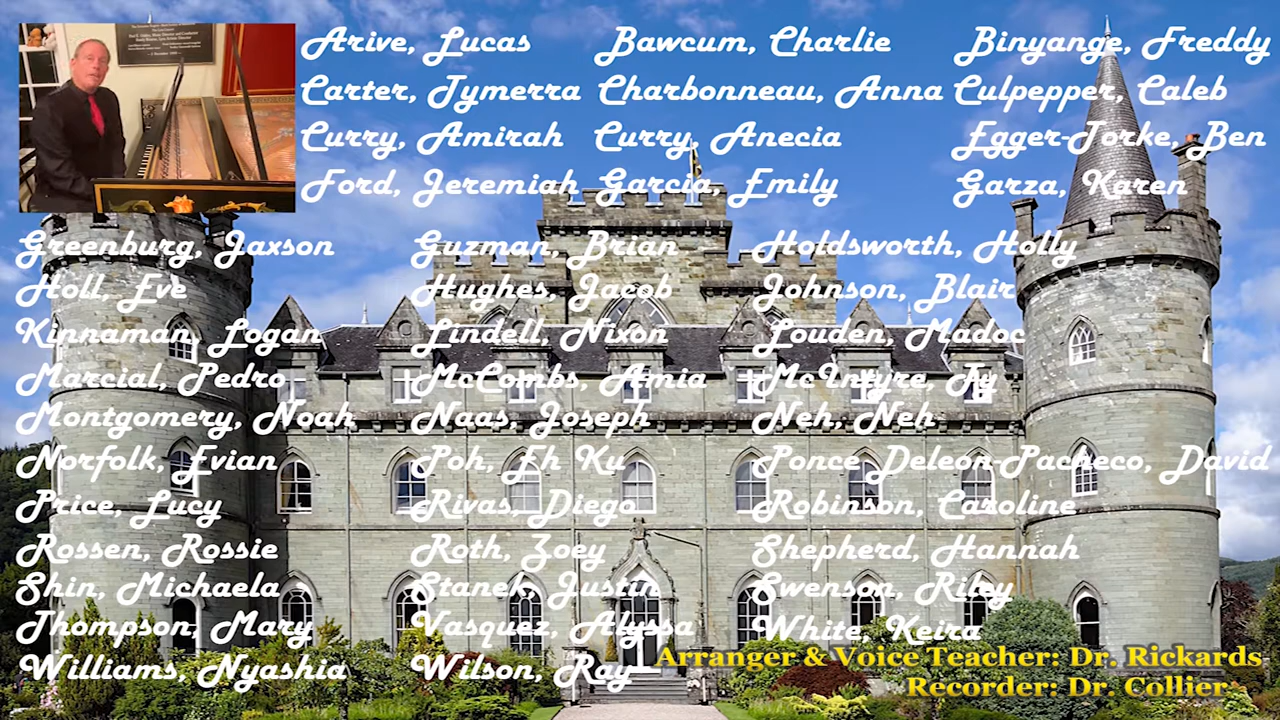 Arive, Lucas Bawcum, Charlie Binyange, Freddy
Carter, Tymerra Charbonneau, Anna Culpepper, Caleb
Curry, Amirah Curry, Anecia Egger-Torke, Ben
Ford, Jeremiah Garcia, Emily Garza, Karen
Greenburg, Jaxson Guzman, Brian Holdsworth, Holly
Holl, Eve Hughes, Jacob Johnson, Blair
Kinnaman, Logan Lindell, Nixon Louden, Madoc
Marcial, Pedro McCombs, Amia McIntyre, Ty
Montgomery, Noah Naas, Joseph Neh, Neh
Norfolk, Evian Poh, Eh Ku Ponce Deleon-Pacheco, David
Price, Lucy Rivas, Diego Robinson, Caroline
Rossen, Rossie Roth, Zoey Shepherd, Hannah
Shin, Michaela Stanek, Justin Swenson, Riley
Thompson, Mary Vasquez, Alyssa White, Keira
Williams, Nyashia Wilson, Ray
Arranger & Voice Teacher: Dr. Rickards
Recorder: Dr. Collier